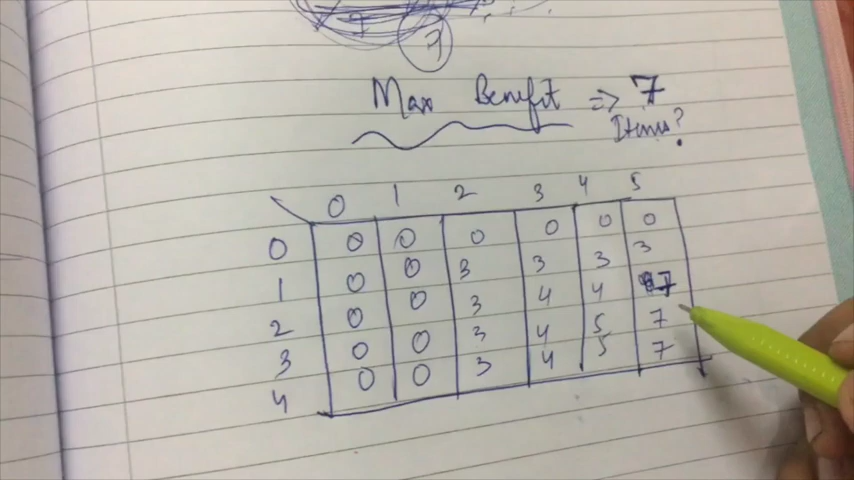 7
7
Max Benefit => 7
Items?
0 1 2 3 4 5
0 0 0 0 0 0 0
1 0 0 3 3 3 3
2 0 0 3 4 4 7
3 0 0 3 4 5 7
4 0 0 3 4 5 7